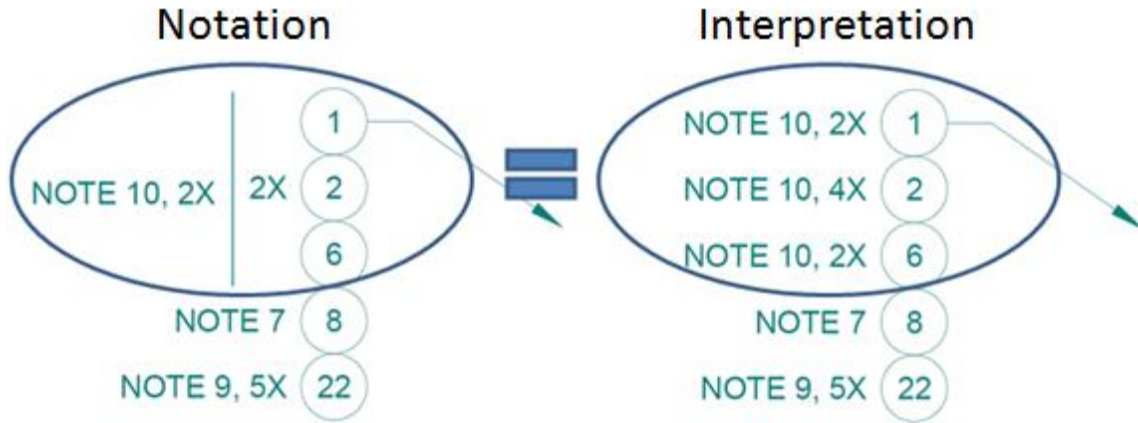 Notation
1
NOTE 10, 2X 2X 2
6
NOTE 7 8
NOTE 9, 5X 22
Interpretation
NOTE 10, 2X 1
NOTE 10, 4X 2
NOTE 10, 2X 6
NOTE 7 8
NOTE 9, 5X 22